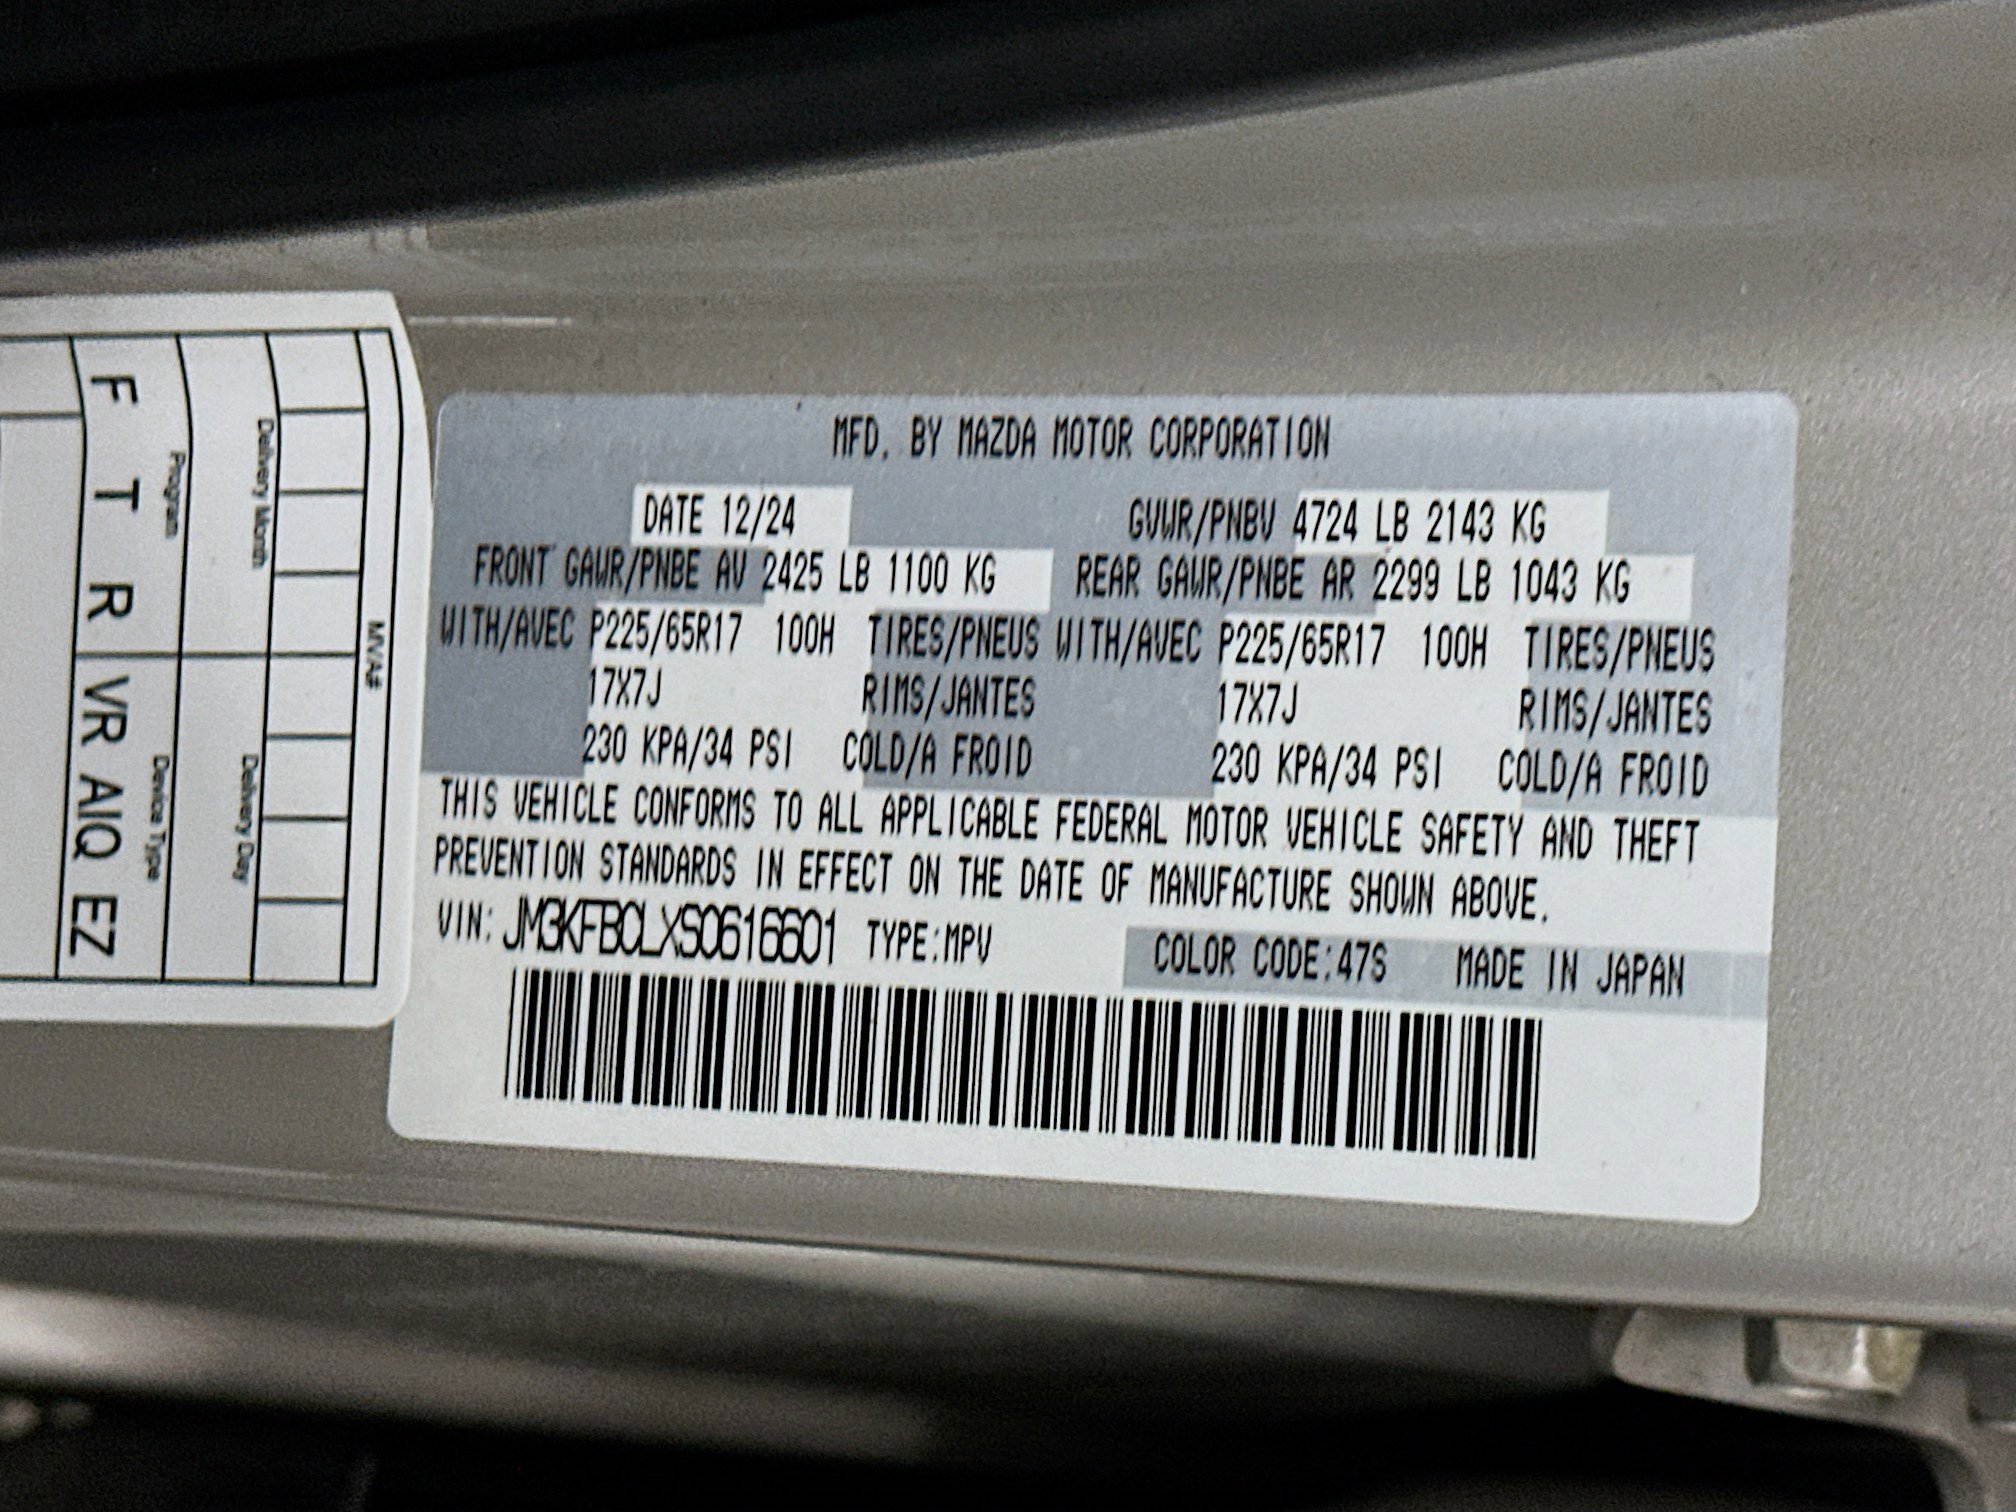 MVA#
Delivery Month
Delivery Day
Program
Device Type
F T R VR AIQ EZ
MFD. BY MAZDA MOTOR CORPORATION
DATE 12/24 GVWR/PNBV 4724 LB 2143 KG
FRONT GAWR/PNBE AV 2425 LB 1100 KG REAR GAWR/PNBE AR 2299 LB 1043 KG
WITH/AVEC P225/65R17 100H TIRES/PNEUS WITH/AVEC P225/65R17 100H TIRES/PNEUS
17X7J RIMS/JANTES 17X7J RIMS/JANTES
230 KPA/34 PSI COLD/A FROID 230 KPA/34 PSI COLD/A FROID
THIS VEHICLE CONFORMS TO ALL APPLICABLE FEDERAL MOTOR VEHICLE SAFETY AND THEFT
PREVENTION STANDARDS IN EFFECT ON THE DATE OF MANUFACTURE SHOWN ABOVE.
VIN: JM3KFBCLXS0616601 TYPE:MPV COLOR CODE:47S MADE IN JAPAN